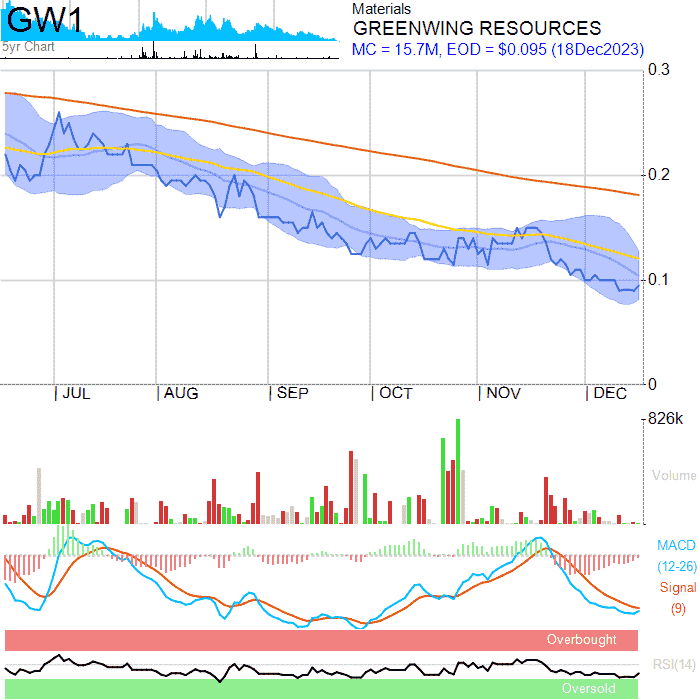 GW1
5yr Chart
Materials
GREENWING RESOURCES
MC = 15.7M, EOD = $0.095 (18Dec2023)
0.3
0.2
0.1
0
JUL AUG SEP OCT NOV DEC
826k
Volume
MACD
(12-26)
Signal
(9)
Overbought
RSI(14)
Oversold